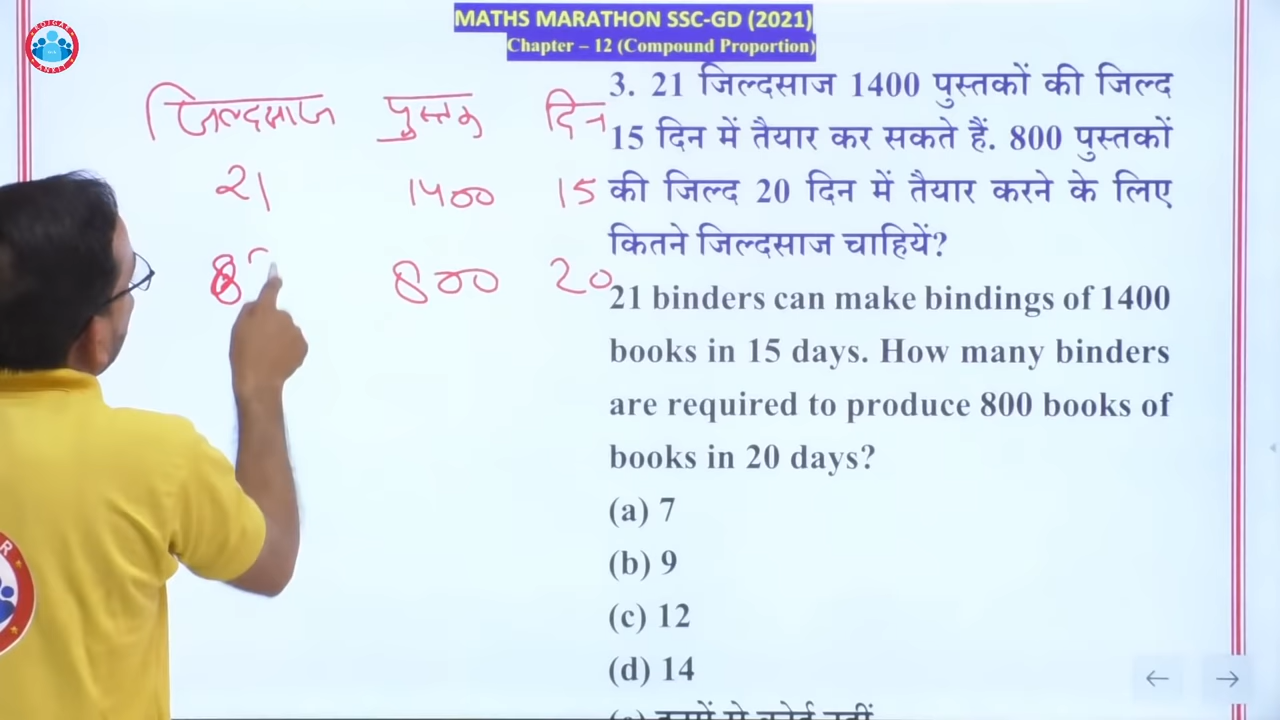 MATHS MARATHON SSC-GD (2021)
Chapter – 12 (Compound Proportion)
ROJGAR
ANKIT
जिल्दसाज पुस्तक दिन
21 1400 15
8 800 20
3. 21 जिल्दसाज 1400 पुस्तकों की जिल्द
15 दिन में तैयार कर सकते हैं. 800 पुस्तकों
की जिल्द 20 दिन में तैयार करने के लिए
कितने जिल्दसाज चाहियें?
21 binders can make bindings of 1400
books in 15 days. How many binders
are required to produce 800 books of
books in 20 days?
(a) 7
(b) 9
(c) 12
(d) 14